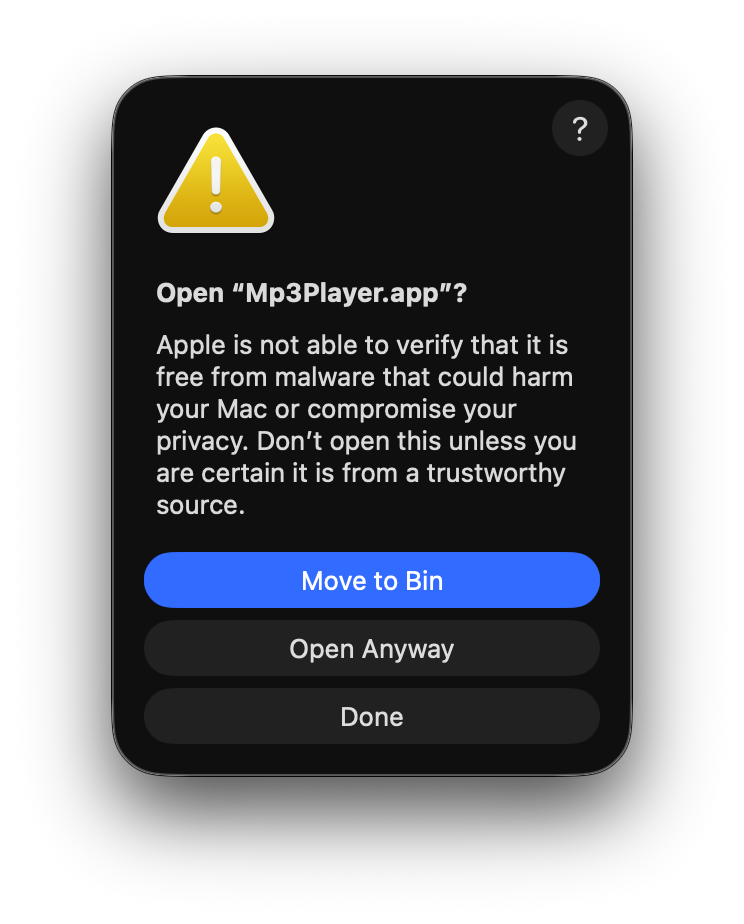 ?
Open “Mp3Player.app”?
Apple is not able to verify that it is
free from malware that could harm
your Mac or compromise your
privacy. Don’t open this unless you
are certain it is from a trustworthy
source.
Move to Bin
Open Anyway
Done